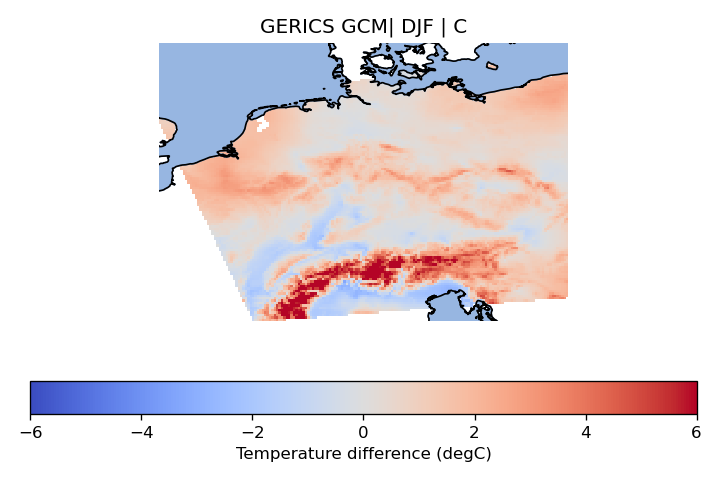 GERICS GCM| DJF | C
−6 −4 −2 0 2 4 6
Temperature difference (degC)